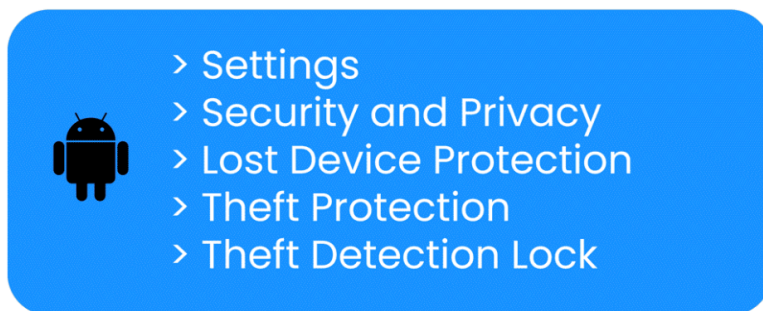 > Settings
> Security and Privacy
> Lost Device Protection
> Theft Protection
> Theft Detection Lock